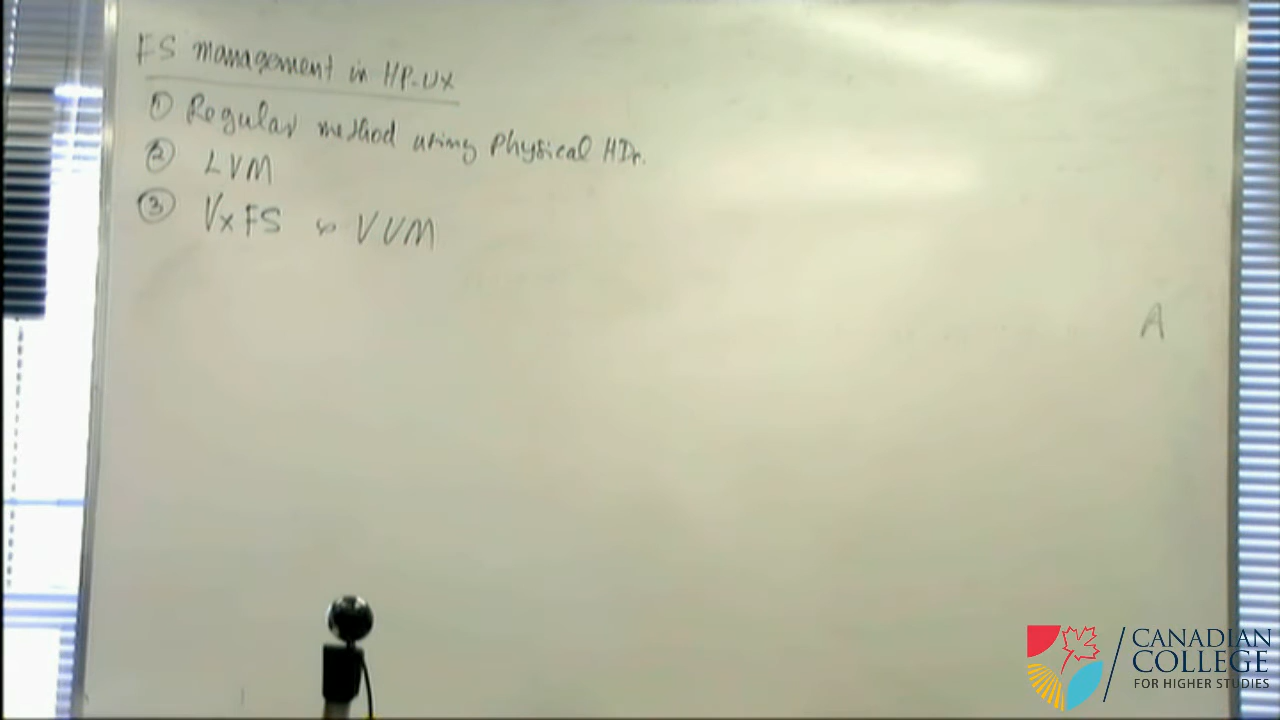 FS management in HP-UX
① Regular method using Physical HDr.
② LVM
③ VxFS VVM
A
CANADIAN
COLLEGE
FOR HIGHER STUDIES